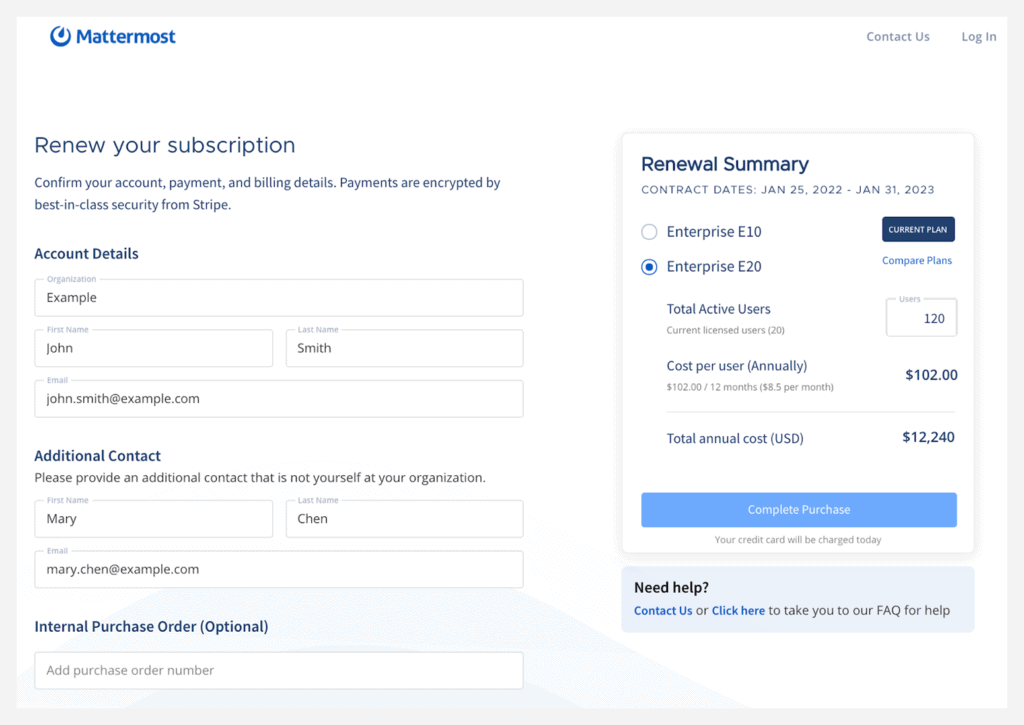 Mattermost
Contact Us
Log In
Renew your subscription
Confirm your account, payment, and billing details. Payments are encrypted by
best-in-class security from Stripe.
Account Details
Organization
Example
First Name
John
Last Name
Smith
Email
john.smith@example.com
Additional Contact
Please provide an additional contact that is not yourself at your organization.
First Name
Mary
Last Name
Chen
Email
mary.chen@example.com
Internal Purchase Order (Optional)
Add purchase order number
Renewal Summary
CONTRACT DATES: JAN 25, 2022 - JAN 31, 2023
Enterprise E10
CURRENT PLAN
Enterprise E20
Compare Plans
Total Active Users
Current licensed users (20)
Users
120
Cost per user (Annually)
$102.00 / 12 months ($8.5 per month)
$102.00
Total annual cost (USD)
$12,240
Complete Purchase
Your credit card will be charged today
Need help?
Contact Us or Click here to take you to our FAQ for help